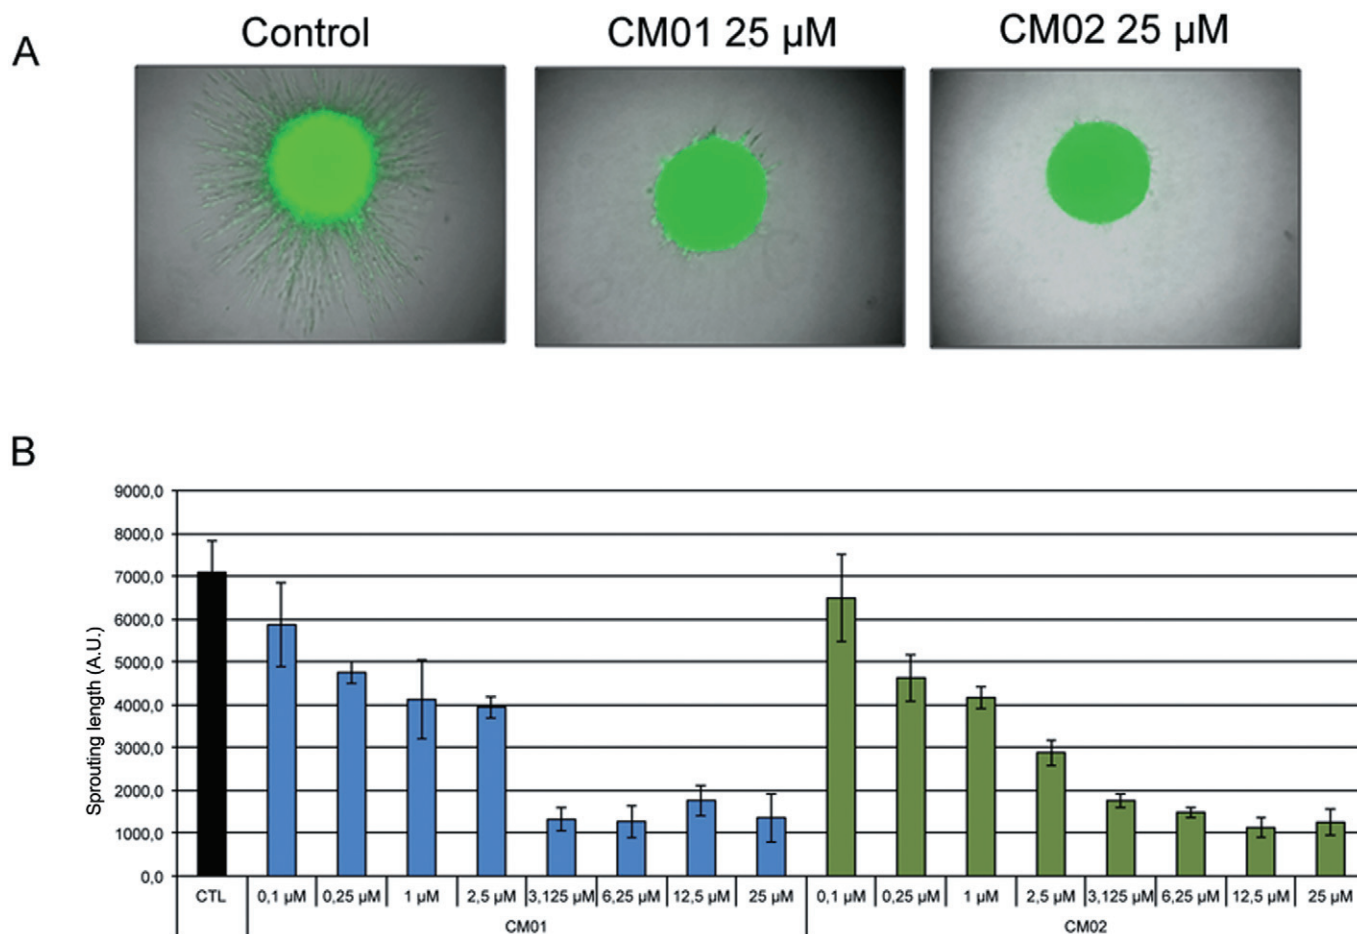 A
Control
CM01 25 µM
CM02 25 µM
B
Sprouting length (A.U.)
9000,0
8000,0
7000,0
6000,0
5000,0
4000,0
3000,0
2000,0
1000,0
0,0
CTL 0,1 µM 0,25 µM 1 µM 2,5 µM 3,125 µM 6,25 µM 12,5 µM 25 µM 0,1 µM 0,25 µM 1 µM 2,5 µM 3,125 µM 6,25 µM 12,5 µM 25 µM
CM01 CM02